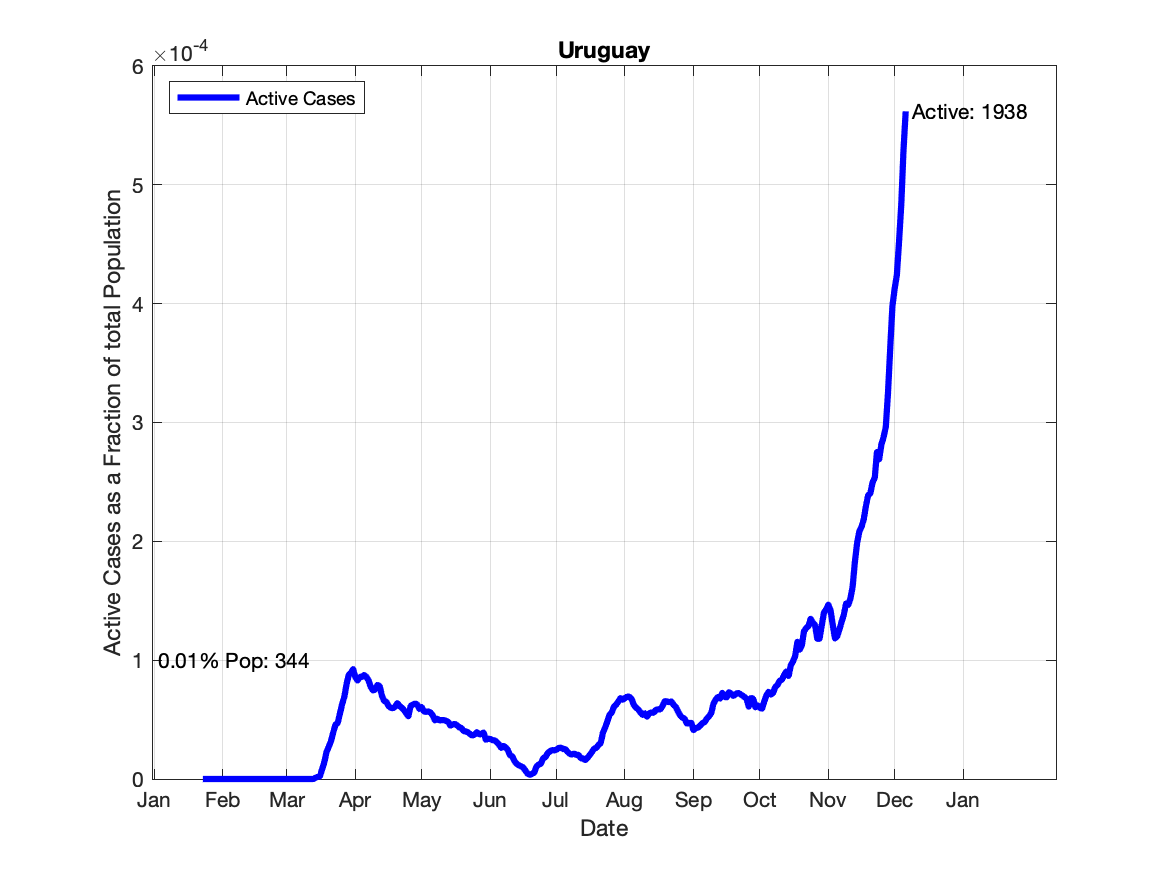 Uruguay
×10-4
6
5
4
3
2
1
0
Active Cases as a Fraction of total Population
Active Cases
Active: 1938
0.01% Pop: 344
Jan Feb Mar Apr May Jun Jul Aug Sep Oct Nov Dec Jan
Date